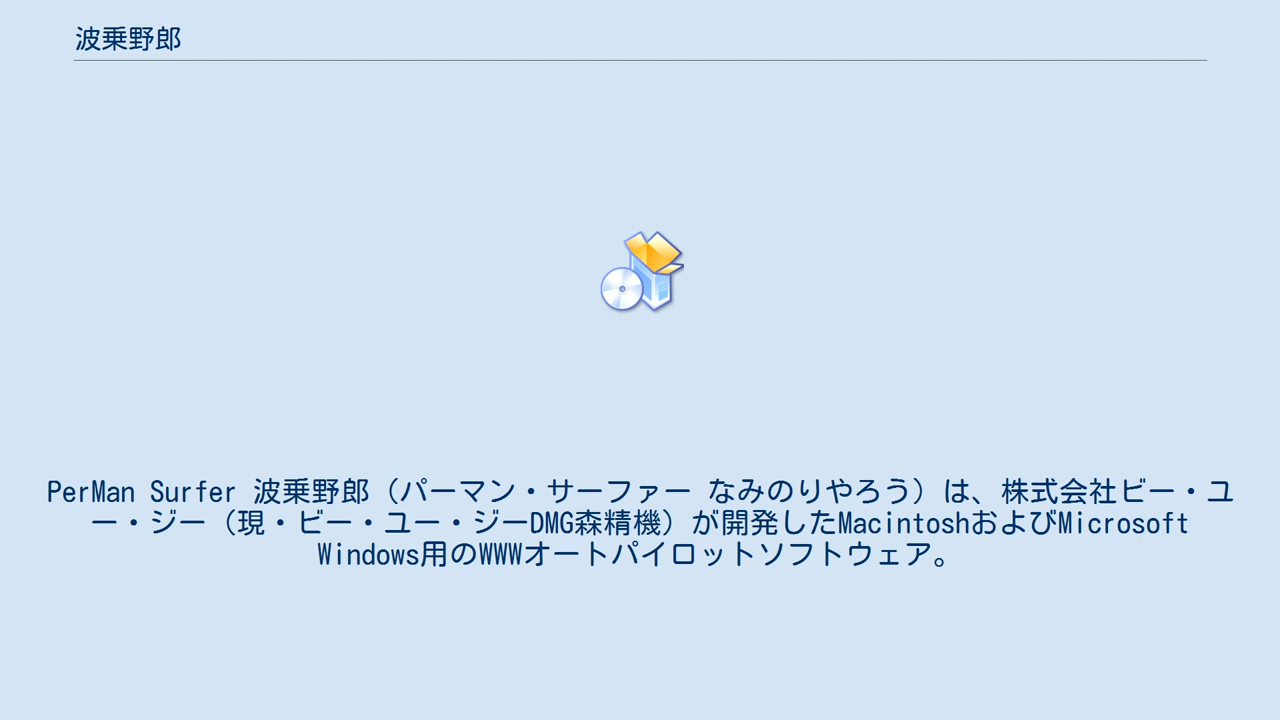 波乗野郎
PerMan Surfer 波乗野郎（パーマン・サーファー なみのりやろう）は、株式会社ビー・ユ
ー・ジー（現・ビー・ユー・ジーDMG森精機）が開発したMacintoshおよびMicrosoft
Windows用のWWWオートパイロットソフトウェア。